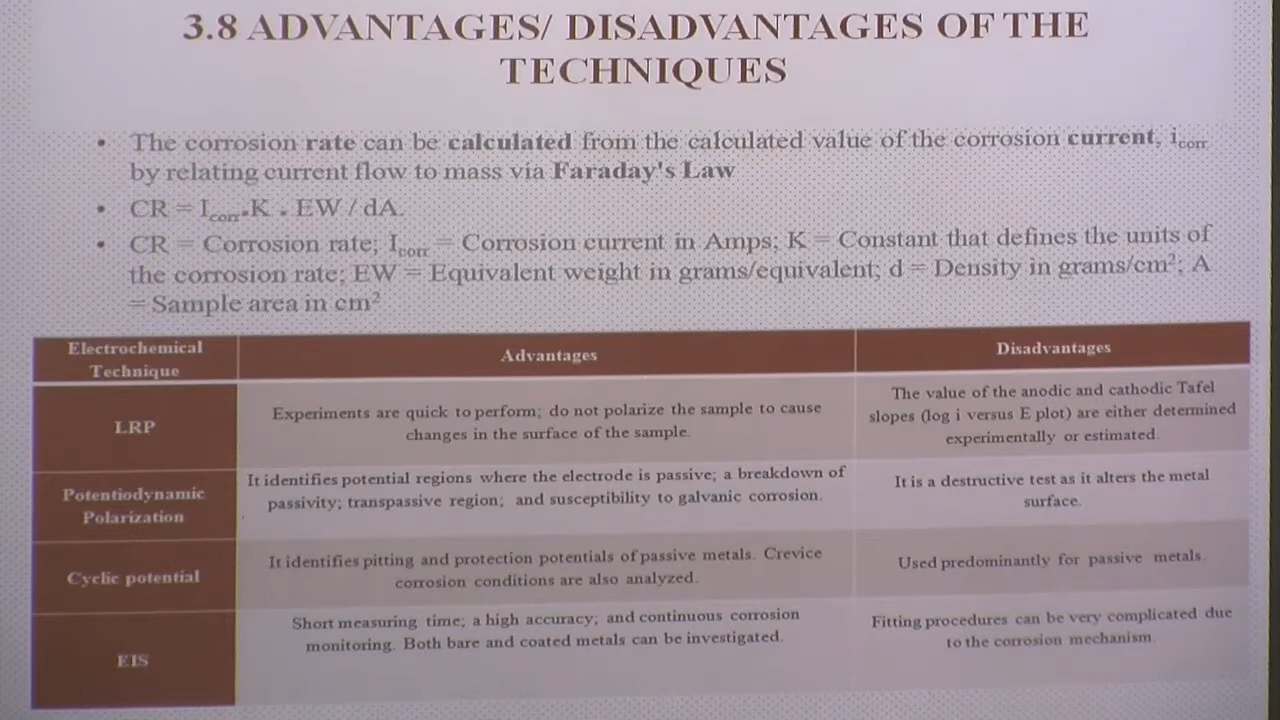 3.8 ADVANTAGES/ DISADVANTAGES OF THE
TECHNIQUES
• The corrosion rate can be calculated from the calculated value of the corrosion current, i_corr
by relating current flow to mass via Faraday's Law
• CR = I_corr.K . EW / dA.
• CR = Corrosion rate; I_corr = Corrosion current in Amps; K = Constant that defines the units of
the corrosion rate; EW = Equivalent weight in grams/equivalent; d = Density in grams/cm²; A
= Sample area in cm²
Electrochemical
Technique
Advantages
Disadvantages
LRP
Experiments are quick to perform; do not polarize the sample to cause
changes in the surface of the sample.
The value of the anodic and cathodic Tafel
slopes (log i versus E plot) are either determined
experimentally or estimated.
Potentiodynamic
Polarization
It identifies potential regions where the electrode is passive; a breakdown of
passivity; transpassive region; and susceptibility to galvanic corrosion.
It is a destructive test as it alters the metal
surface.
Cyclic potential
It identifies pitting and protection potentials of passive metals. Crevice
corrosion conditions are also analyzed.
Used predominantly for passive metals.
EIS
Short measuring time; a high accuracy; and continuous corrosion
monitoring. Both bare and coated metals can be investigated.
Fitting procedures can be very complicated due
to the corrosion mechanism.